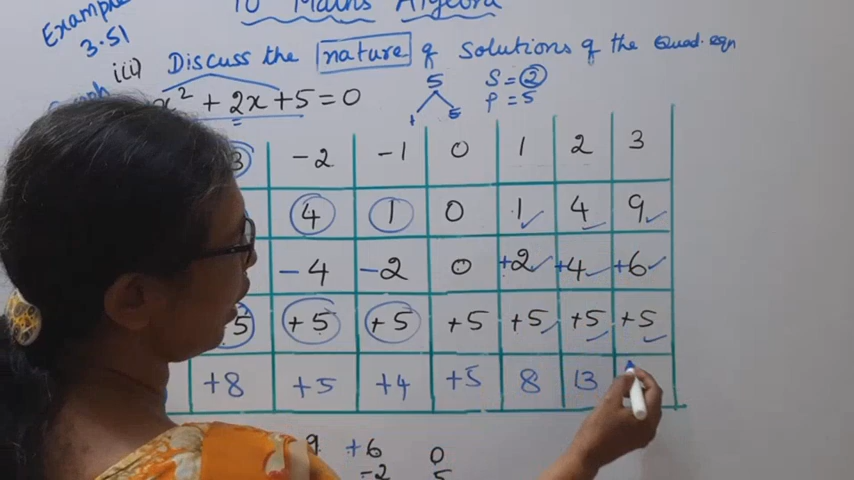 10 Maths Algebra
Example
3.51
iii) Discuss the nature of solutions of the Quad. eqn
x² + 2x + 5 = 0
5
S = 2
P = 5
3 -2 -1 0 1 2 3
4 1 0 1 4 9
-4 -2 0 +2 +4 +6
5 +5 +5 +5 +5 +5 +5
+8 +5 +4 +5 8 13
9 +6 0
-2 5